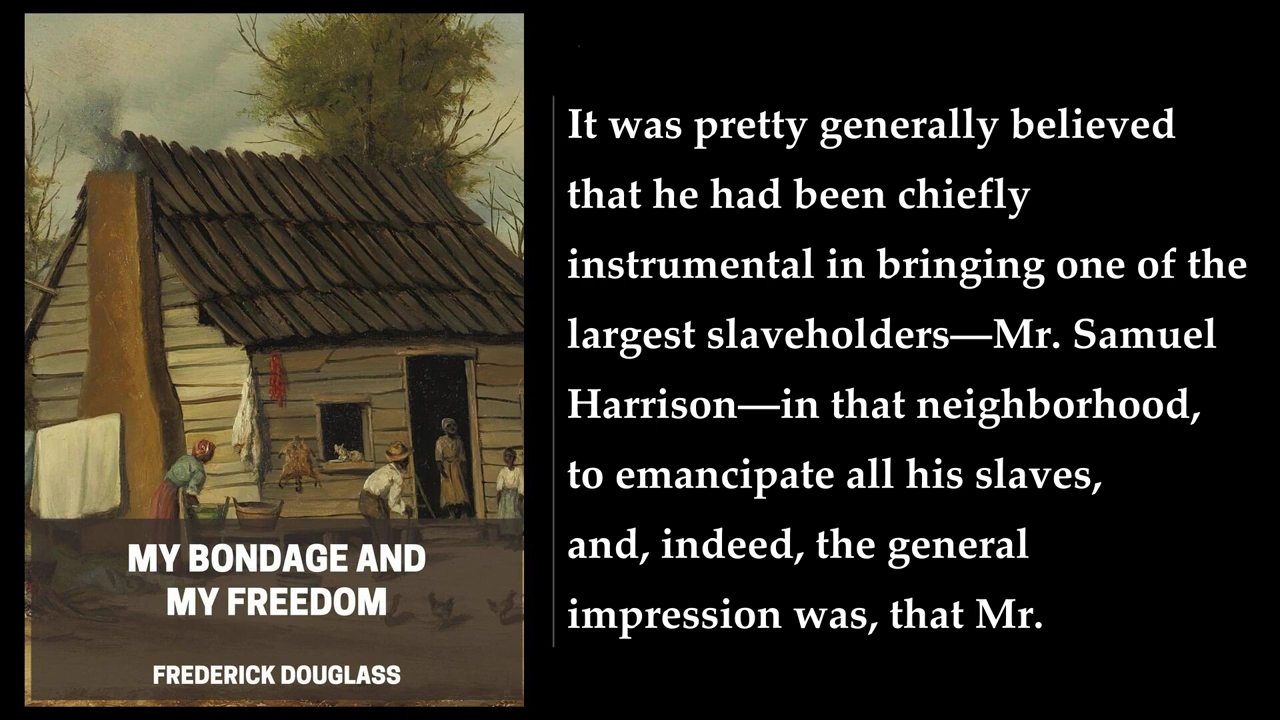 MY BONDAGE AND
MY FREEDOM
FREDERICK DOUGLASS
It was pretty generally believed
that he had been chiefly
instrumental in bringing one of the
largest slaveholders—Mr. Samuel
Harrison—in that neighborhood,
to emancipate all his slaves,
and, indeed, the general
impression was, that Mr.